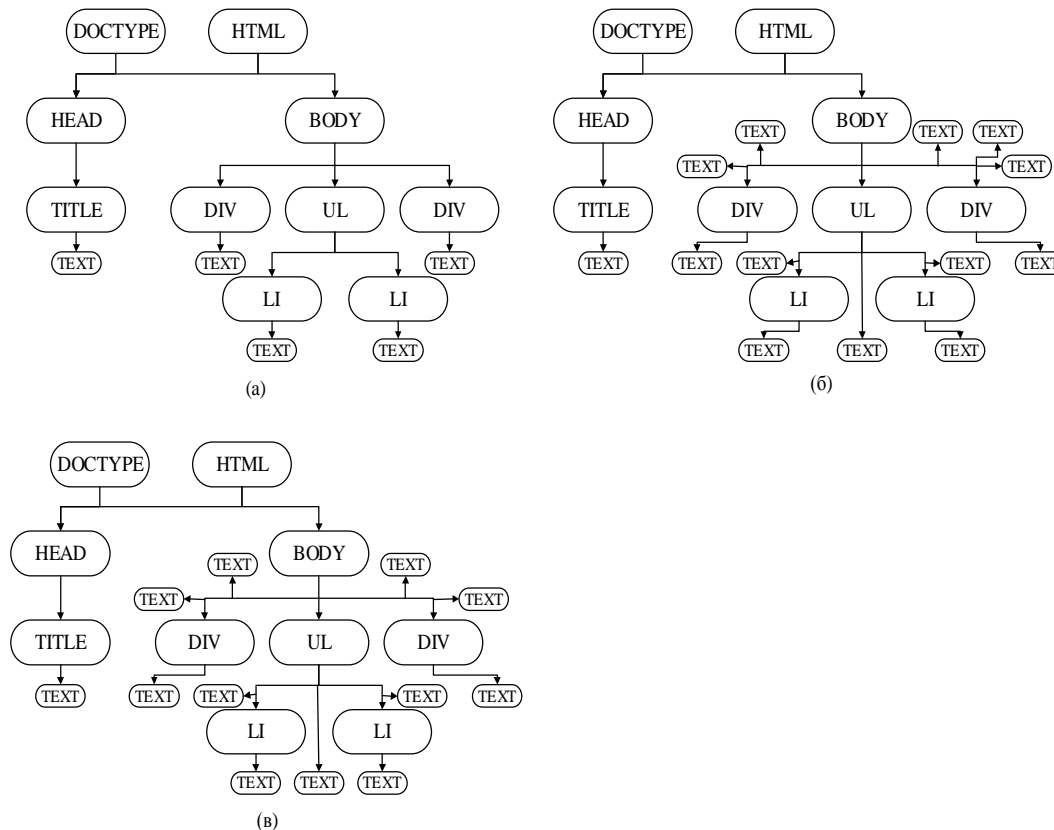 DOCTYPE HTML
HEAD BODY
TITLE DIV UL DIV
TEXT TEXT TEXT
LI LI
TEXT TEXT
(а)
DOCTYPE HTML
HEAD BODY TEXT TEXT TEXT
TEXT TEXT
TITLE DIV UL DIV
TEXT TEXT TEXT TEXT TEXT
LI LI
TEXT TEXT TEXT
(б)
DOCTYPE HTML
HEAD BODY
TEXT TEXT
TEXT TEXT
TITLE DIV UL DIV
TEXT TEXT TEXT TEXT TEXT
LI LI
TEXT TEXT TEXT
(в)